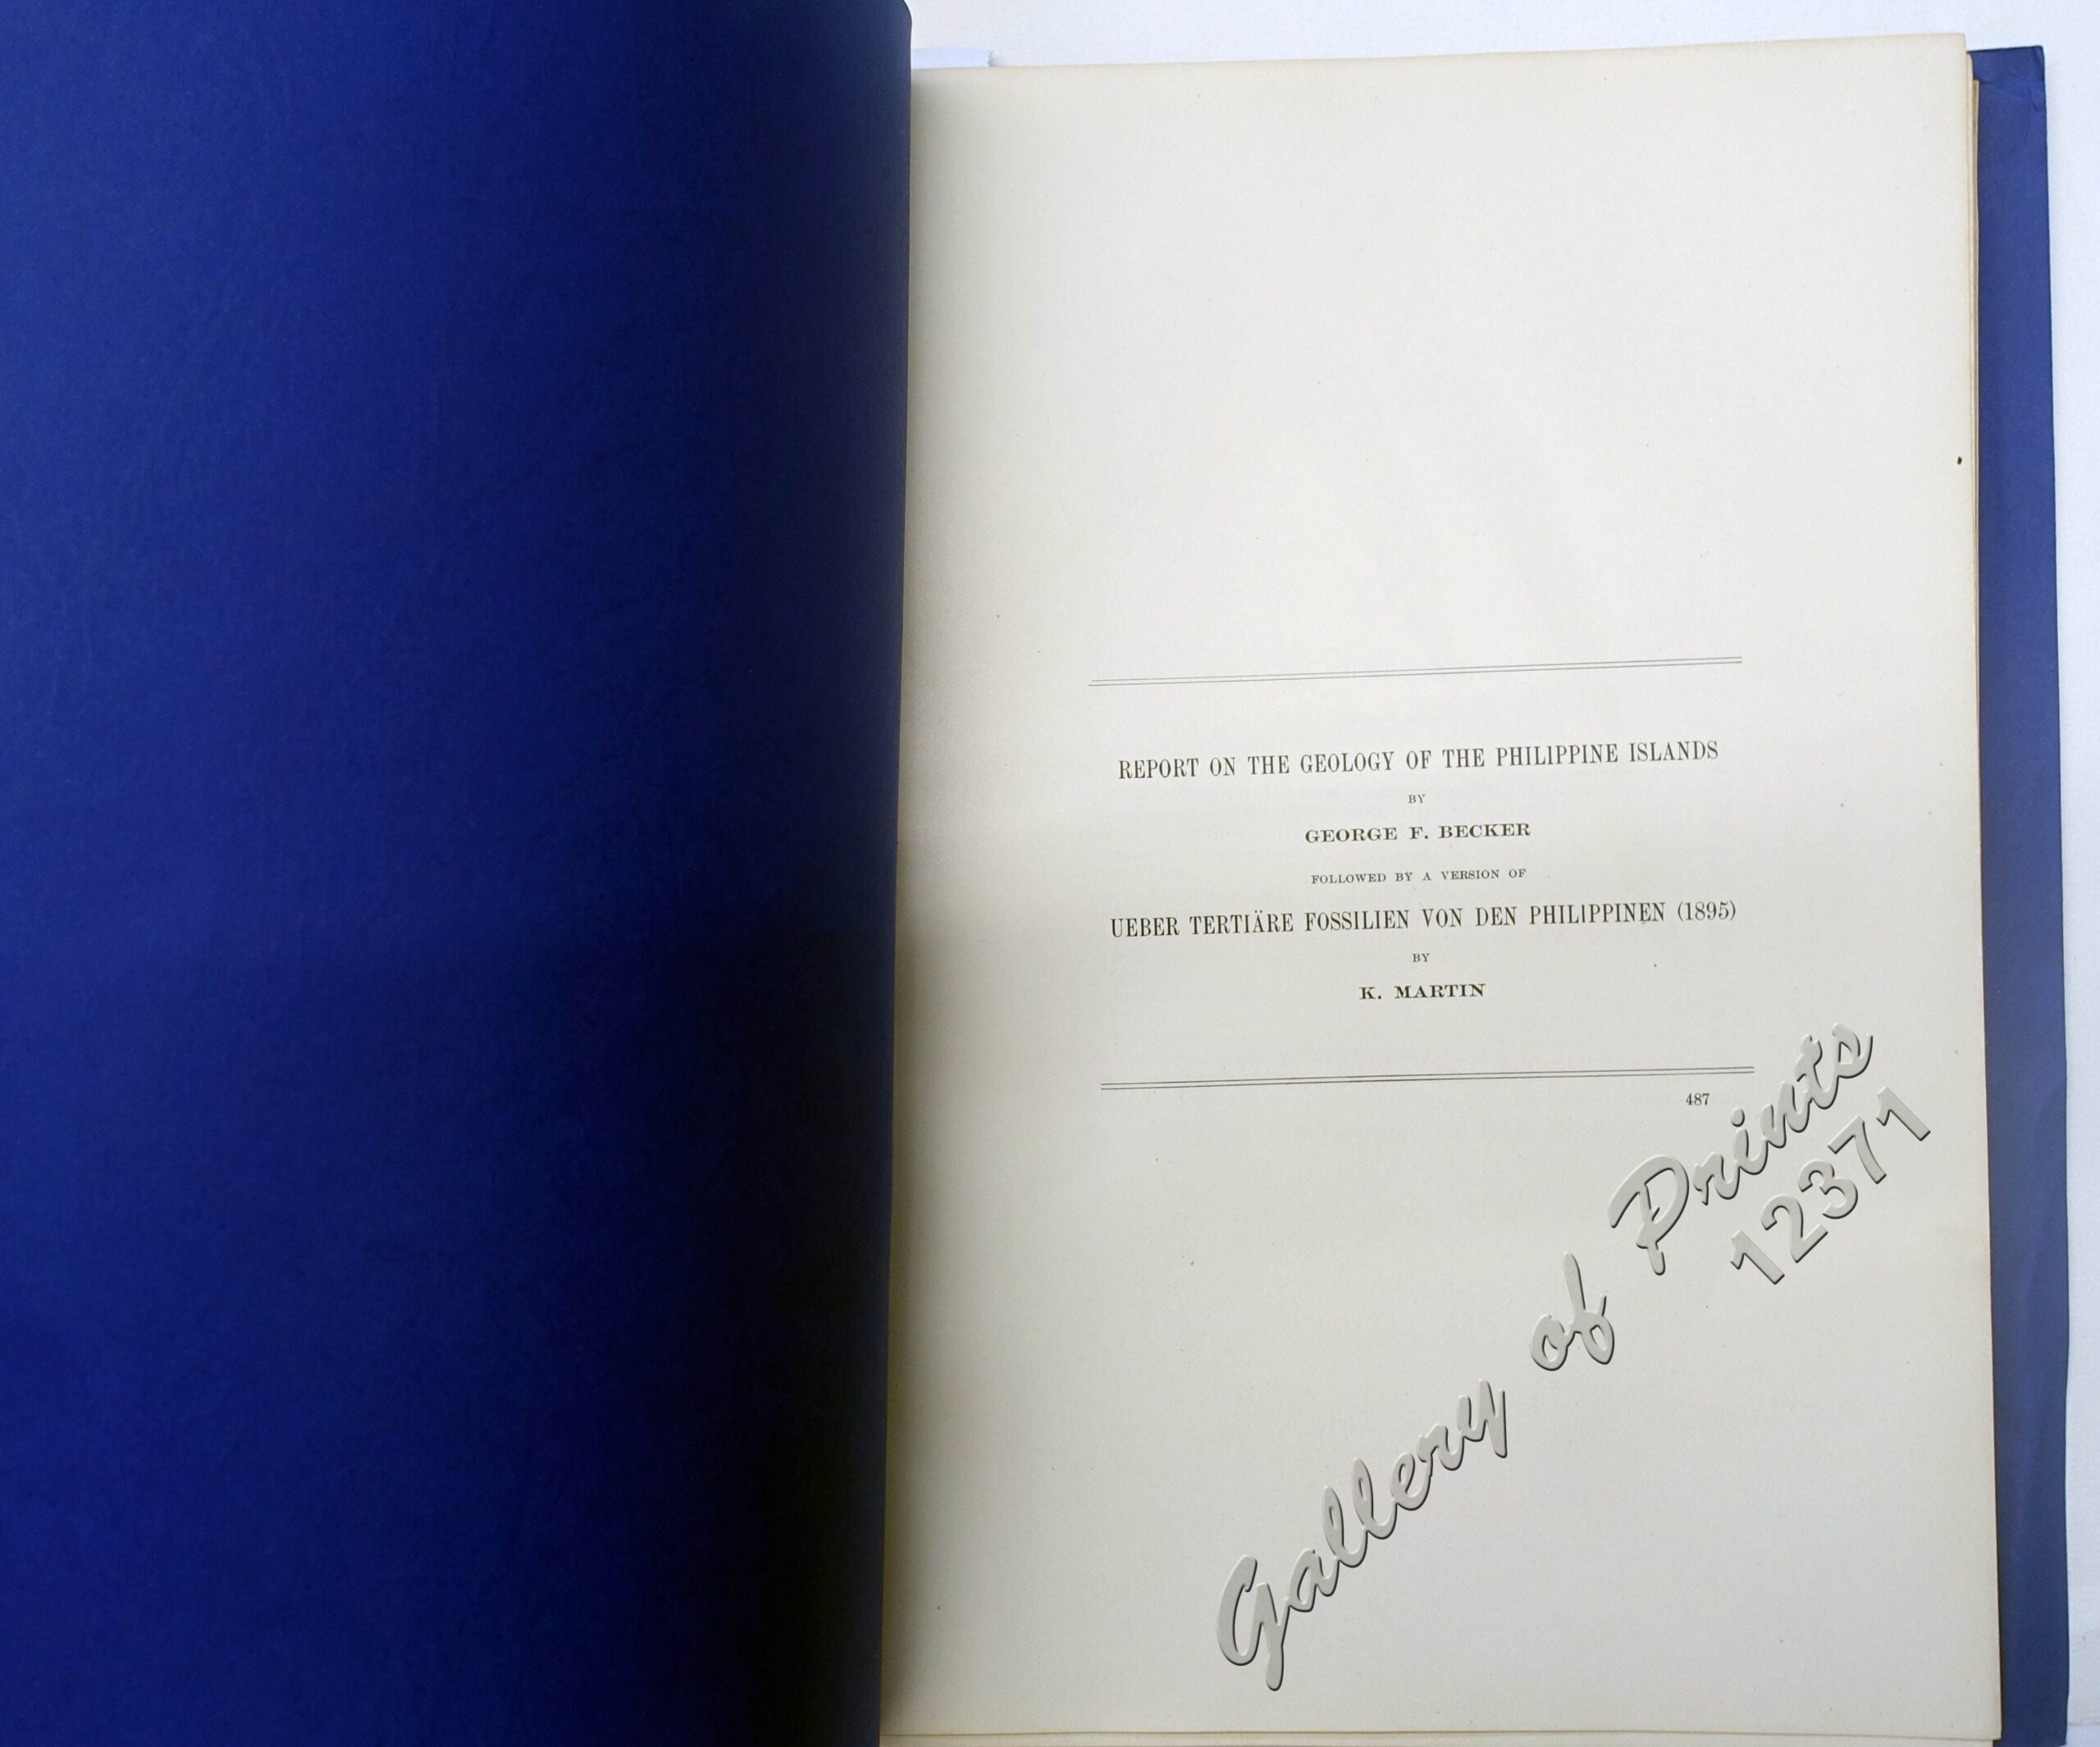 REPORT ON THE GEOLOGY OF THE PHILIPPINE ISLANDS
BY
GEORGE F. BECKER
FOLLOWED BY A VERSION OF
UEBER TERTIÄRE FOSSILIEN VON DEN PHILIPPINEN (1895)
BY
K. MARTIN
487
Gallery of Prints
12371